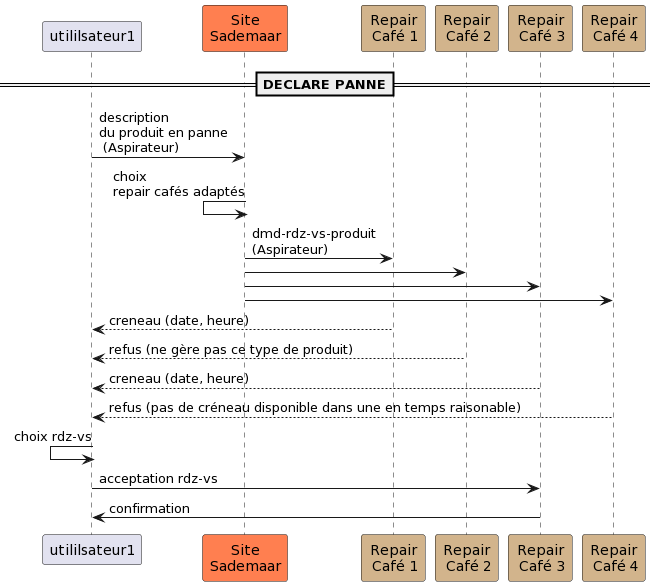 utililsateur1
Site
Sademaar
Repair
Café 1
Repair
Café 2
Repair
Café 3
Repair
Café 4
DECLARE PANNE
description
du produit en panne
(Aspirateur)
choix
repair cafés adaptés
dmd-rdz-vs-produit
(Aspirateur)
creneau (date, heure)
refus (ne gère pas ce type de produit)
creneau (date, heure)
refus (pas de créneau disponible dans une en temps raisonable)
choix rdz-vs
acceptation rdz-vs
confirmation
utililsateur1
Site
Sademaar
Repair
Café 1
Repair
Café 2
Repair
Café 3
Repair
Café 4